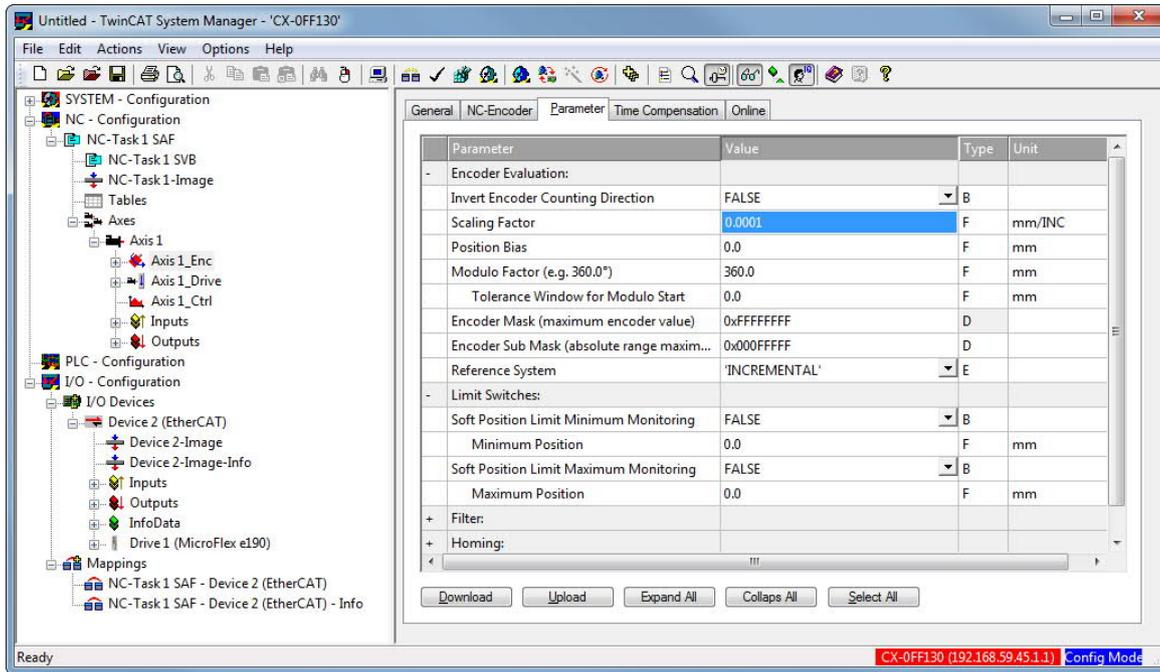 Untitled - TwinCAT System Manager - 'CX-0FF130'
File Edit Actions View Options Help
SYSTEM - Configuration
NC - Configuration
NC-Task 1 SAF
NC-Task 1 SVB
NC-Task 1-Image
Tables
Axes
Axis 1
Axis 1_Enc
Axis 1_Drive
Axis 1_Ctrl
Inputs
Outputs
PLC - Configuration
I/O - Configuration
I/O Devices
Device 2 (EtherCAT)
Device 2-Image
Device 2-Image-Info
Inputs
Outputs
InfoData
Drive 1 (MicroFlex e190)
Mappings
NC-Task 1 SAF - Device 2 (EtherCAT)
NC-Task 1 SAF - Device 2 (EtherCAT) - Info
General NC-Encoder Parameter Time Compensation Online
Parameter Value Type Unit
- Encoder Evaluation:
Invert Encoder Counting Direction FALSE B
Scaling Factor 0.0001 F mm/INC
Position Bias 0.0 F mm
Modulo Factor (e.g. 360.0°) 360.0 F mm
Tolerance Window for Modulo Start 0.0 F mm
Encoder Mask (maximum encoder value) 0xFFFFFFFF D
Encoder Sub Mask (absolute range maxim... 0x000FFFFF D
Reference System 'INCREMENTAL' E
- Limit Switches:
Soft Position Limit Minimum Monitoring FALSE B
Minimum Position 0.0 F mm
Soft Position Limit Maximum Monitoring FALSE B
Maximum Position 0.0 F mm
+ Filter:
+ Homing:
Download Upload Expand All Collaps All Select All
Ready CX-0FF130 (192.168.59.45.1.1) Config Mode